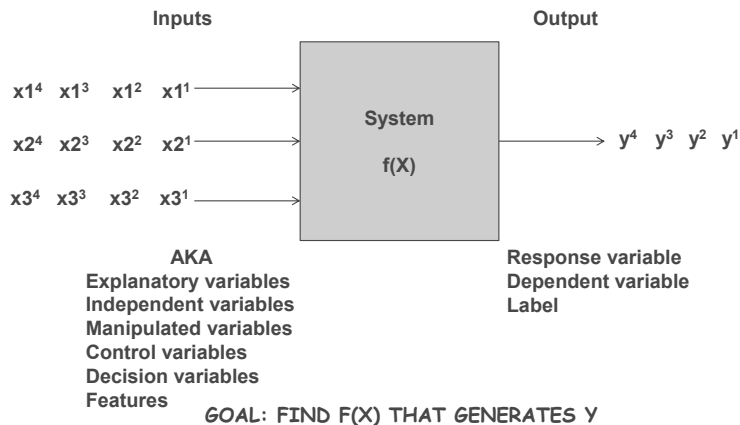 Inputs Output
x1⁴ x1³ x1² x1¹
x2⁴ x2³ x2² x2¹
x3⁴ x3³ x3² x3¹
System
f(X)
y⁴ y³ y² y¹
AKA
Explanatory variables
Independent variables
Manipulated variables
Control variables
Decision variables
Features
Response variable
Dependent variable
Label
GOAL: FIND F(X) THAT GENERATES Y